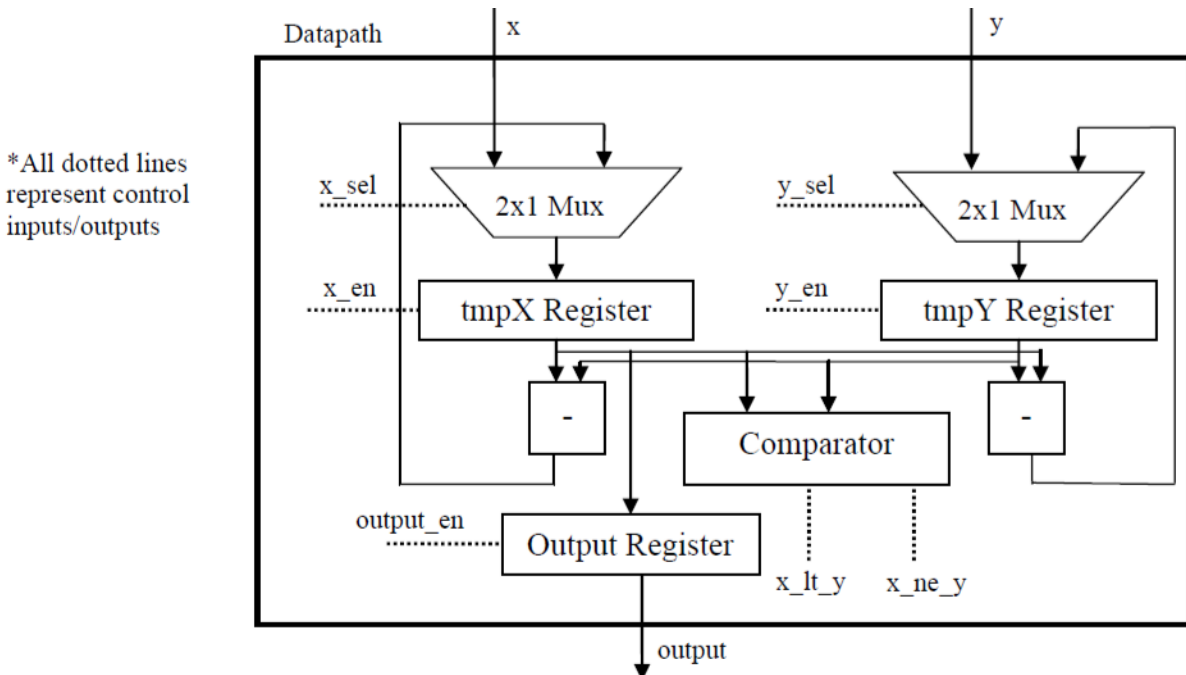 Datapath
x
y
*All dotted lines
represent control
inputs/outputs
x_sel
2x1 Mux
y_sel
2x1 Mux
x_en
tmpX Register
y_en
tmpY Register
-
Comparator
-
output_en
Output Register
x_lt_y
x_ne_y
output